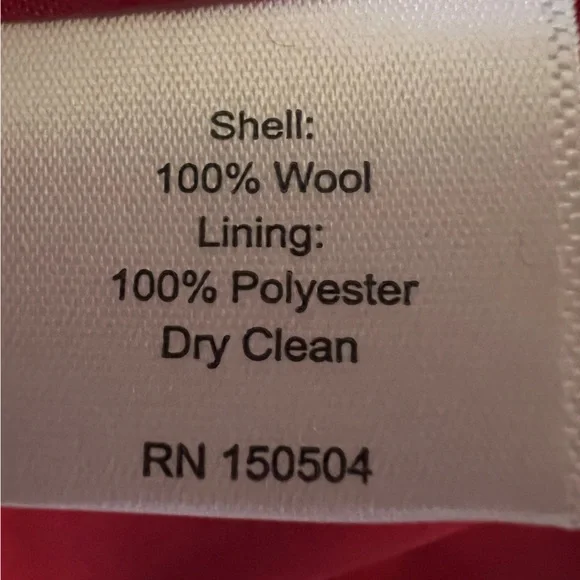 Shell:
100% Wool
Lining:
100% Polyester
Dry Clean
RN 150504